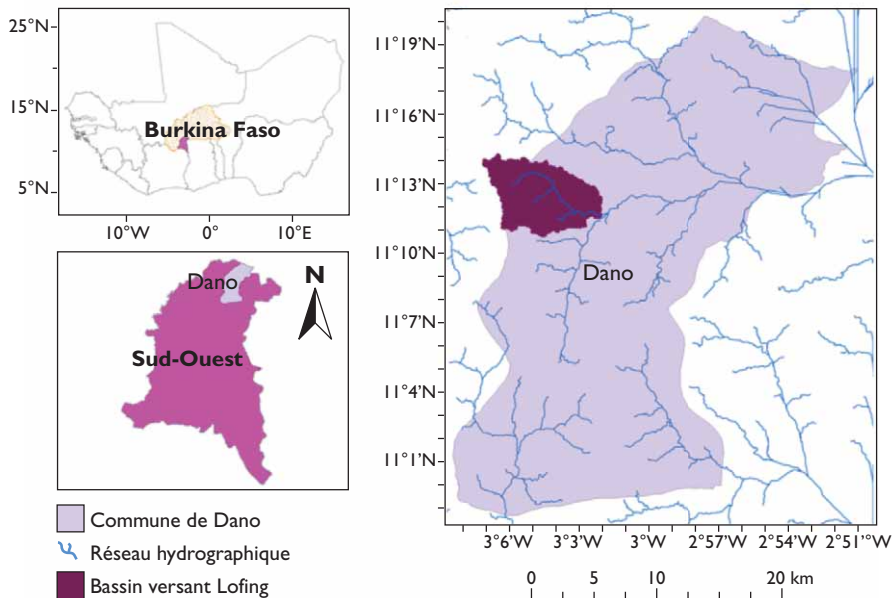 25°N
15°N
5°N
Burkina Faso
10°W 0° 10°E
Dano
N
Sud-Ouest
Commune de Dano
Réseau hydrographique
Bassin versant Lofing
11°19'N
11°16'N
11°13'N
11°10'N
11°7'N
11°4'N
11°1'N
Dano
3°6'W 3°3'W 3°W 2°57'W 2°54'W 2°51'W
0 5 10 20 km